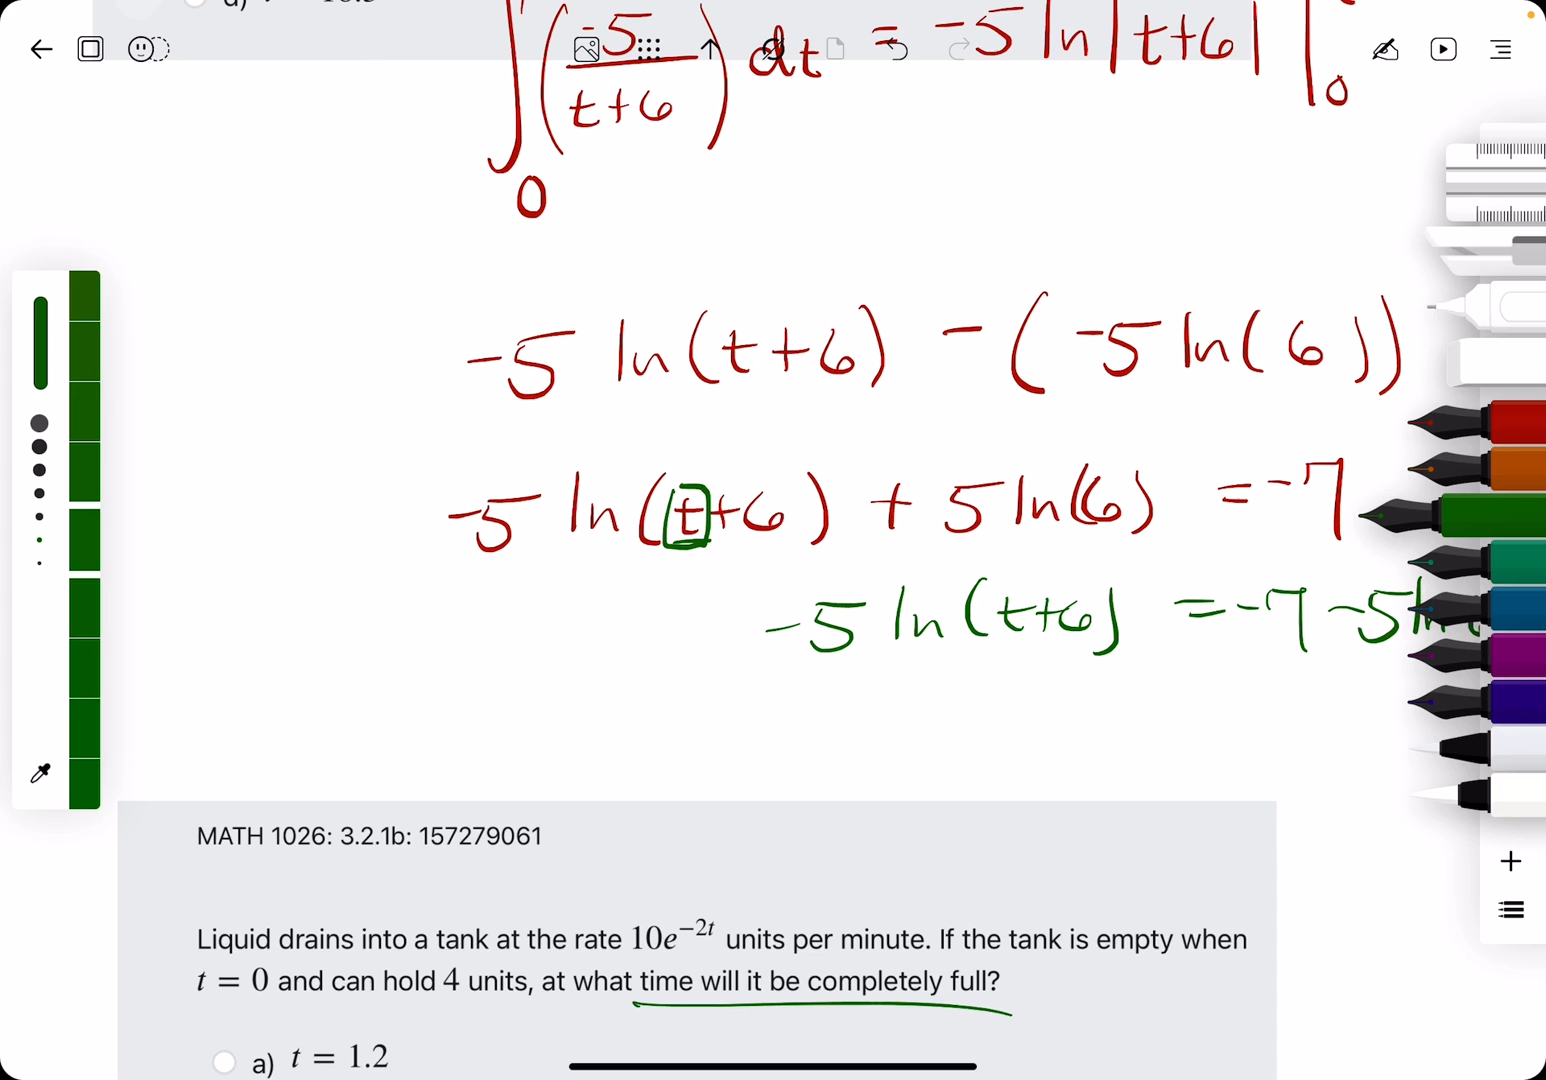 ∫ ( -5 / t+6 ) dt = -5 ln|t+6| |
0
0
-5 ln(t+6) - (-5 ln(6))
-5 ln(t+6) + 5 ln(6) = -7
-5 ln(t+6) = -7 -5
MATH 1026: 3.2.1b: 157279061
Liquid drains into a tank at the rate 10e^{-2t} units per minute. If the tank is empty when
t = 0 and can hold 4 units, at what time will it be completely full?
a) t = 1.2